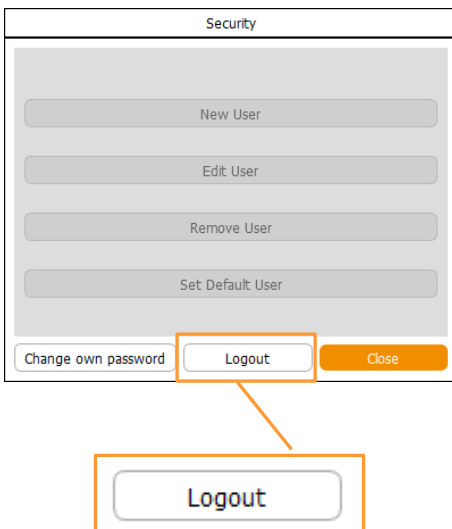 Security
New User
Edit User
Remove User
Set Default User
Change own password Logout Close
Logout